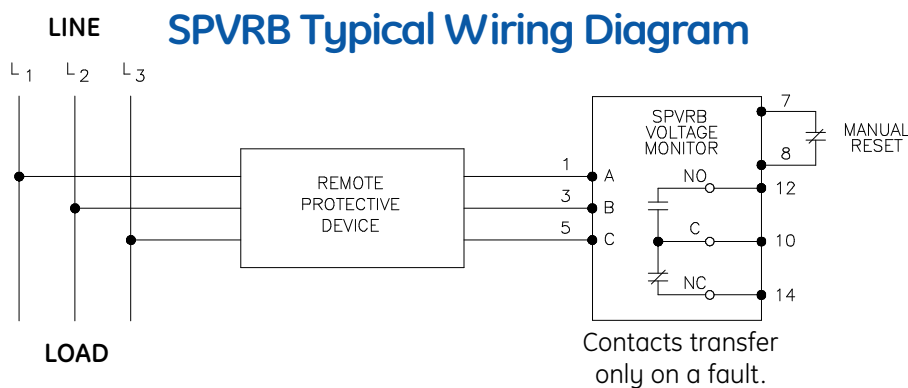 LINE
SPVRB Typical Wiring Diagram
L1 L2 L3
REMOTE
PROTECTIVE
DEVICE
1
3
5
A
B
C
SPVRB
VOLTAGE
MONITOR
NO
C
NC
7
8
12
10
14
MANUAL
RESET
LOAD
Contacts transfer
only on a fault.